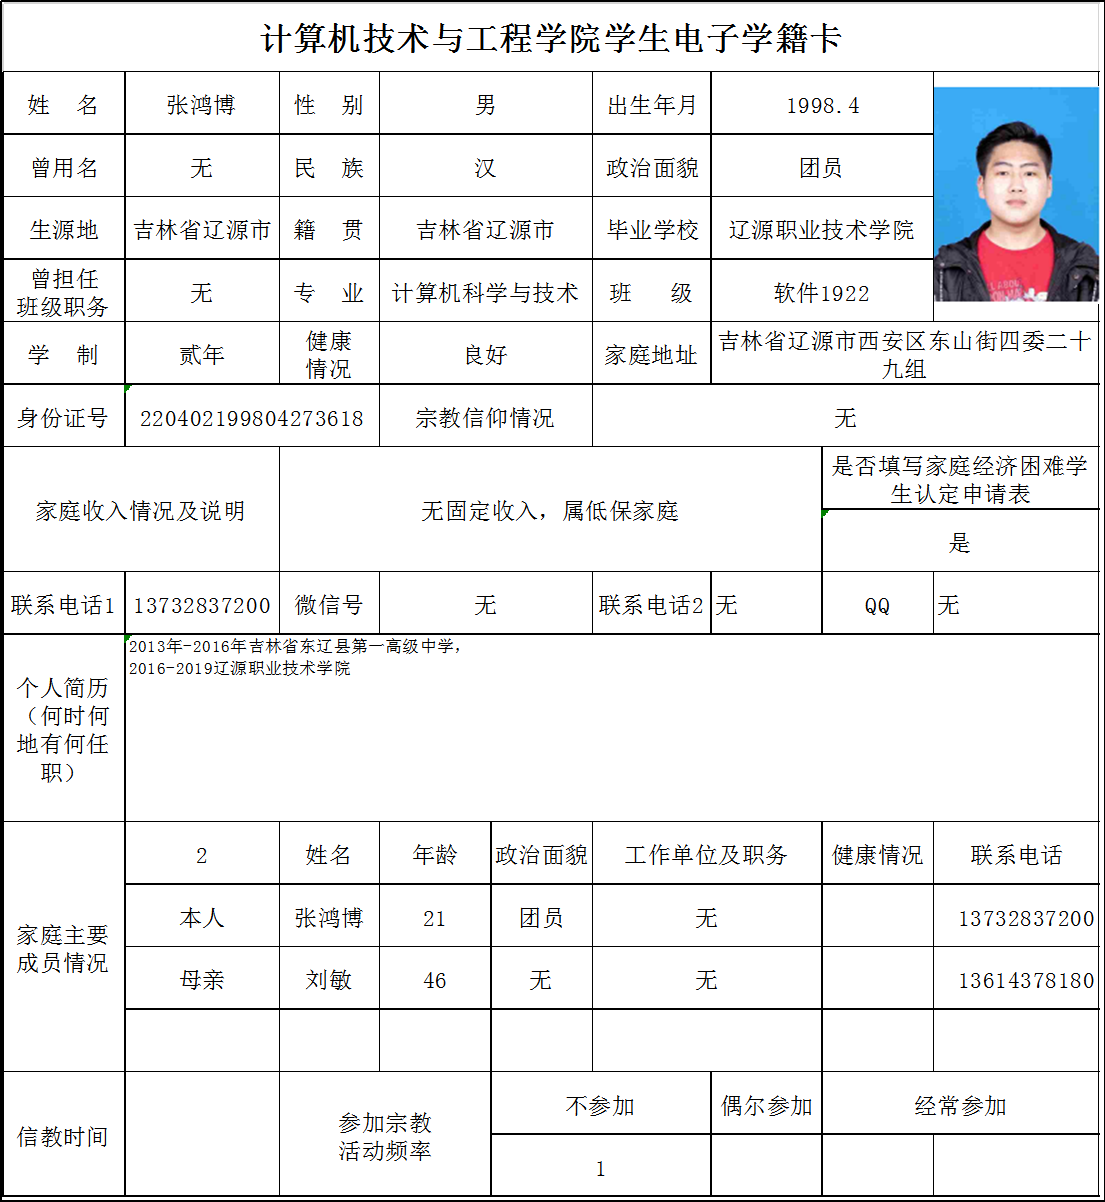 计算机技术与工程学院学生电子学籍卡
姓 名 张鸿博 性 别 男 出生年月 1998.4
曾用名 无 民 族 汉 政治面貌 团员
生源地 吉林省辽源市 籍 贯 吉林省辽源市 毕业学校 辽源职业技术学院
曾担任
班级职务 无 专 业 计算机科学与技术 班 级 软件1922
学 制 贰年 健康
情况 良好 家庭地址 吉林省辽源市西安区东山街四委二十
九组
身份证号 220402199804273618 宗教信仰情况 无
家庭收入情况及说明 无固定收入，属低保家庭
是否填写家庭经济困难学
生认定申请表
是
联系电话1 13732837200 微信号 无 联系电话2 无 QQ 无
个人简历
（何时何
地有何任
职）
2013年-2016年吉林省东辽县第一高级中学，
2016-2019辽源职业技术学院
家庭主要
成员情况
2 姓名 年龄 政治面貌 工作单位及职务 健康情况 联系电话
本人 张鸿博 21 团员 无 13732837200
母亲 刘敏 46 无 无 13614378180
信教时间
参加宗教
活动频率
不参加 偶尔参加 经常参加
1